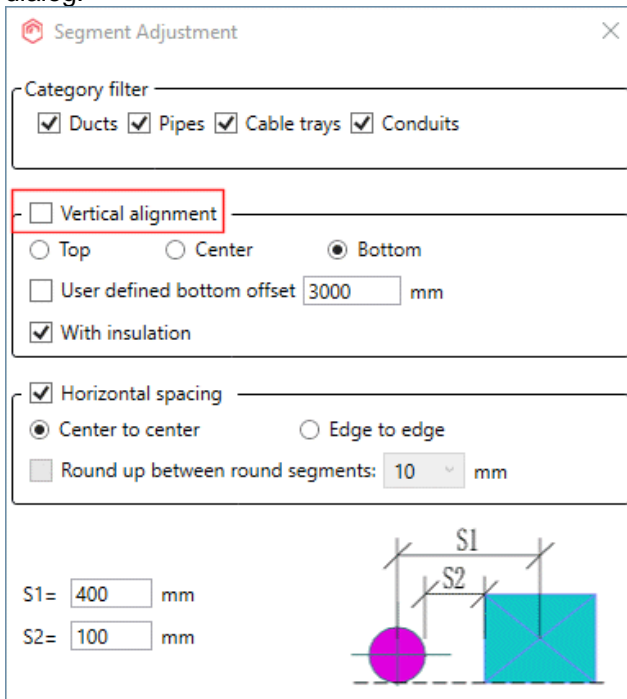 dialog.
Segment Adjustment
Category filter
Ducts Pipes Cable trays Conduits
Vertical alignment
Top Center Bottom
User defined bottom offset 3000 mm
With insulation
Horizontal spacing
Center to center Edge to edge
Round up between round segments: 10 mm
S1
S2
S1= 400 mm
S2= 100 mm